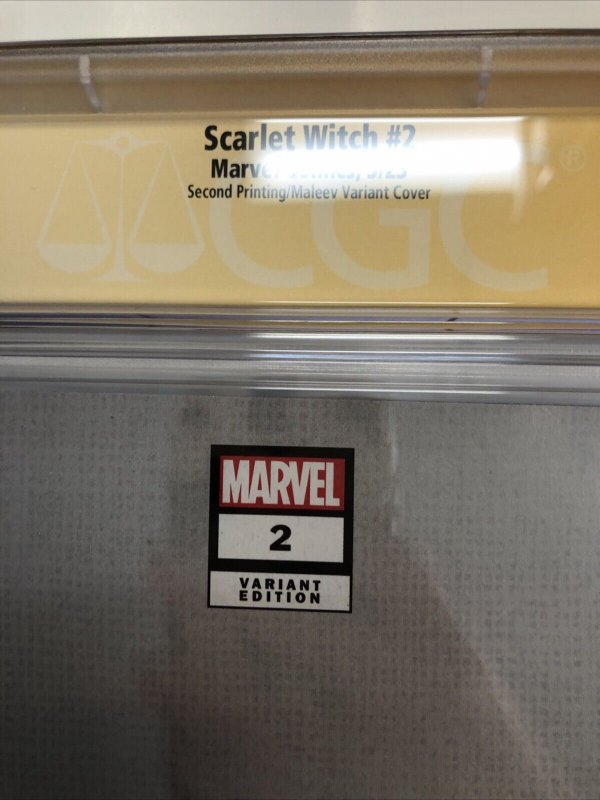 Scarlet Witch #2
Second Printing/Maleev Variant Cover
CGC ®
MARVEL
2
VARIANT
EDITION